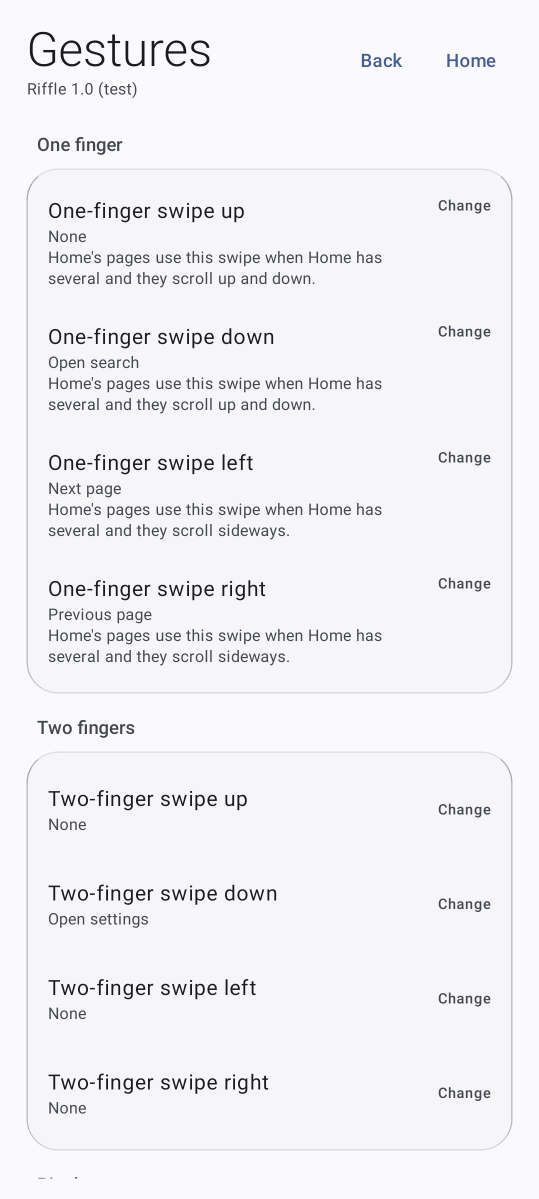 Gestures
Back
Home
Riffle 1.0 (test)
One finger
One-finger swipe up
Change
None
Home's pages use this swipe when Home has
several and they scroll up and down.
One-finger swipe down
Change
Open search
Home's pages use this swipe when Home has
several and they scroll up and down.
One-finger swipe left
Change
Next page
Home's pages use this swipe when Home has
several and they scroll sideways.
One-finger swipe right
Change
Previous page
Home's pages use this swipe when Home has
several and they scroll sideways.
Two fingers
Two-finger swipe up
Change
None
Two-finger swipe down
Change
Open settings
Two-finger swipe left
Change
None
Two-finger swipe right
Change
None